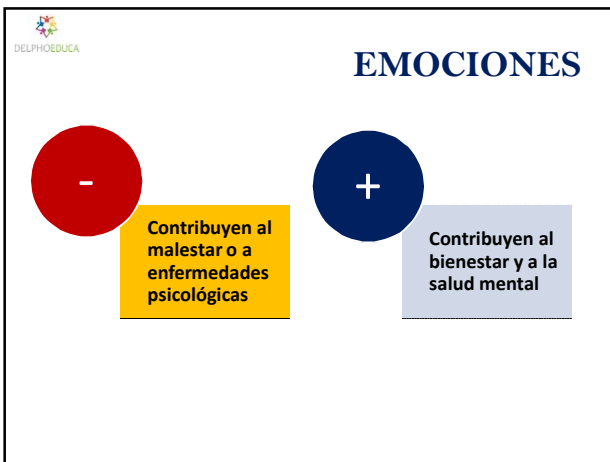 DELPHOEDUCA
EMOCIONES
-
Contribuyen al
malestar o a
enfermedades
psicológicas
+
Contribuyen al
bienestar y a la
salud mental